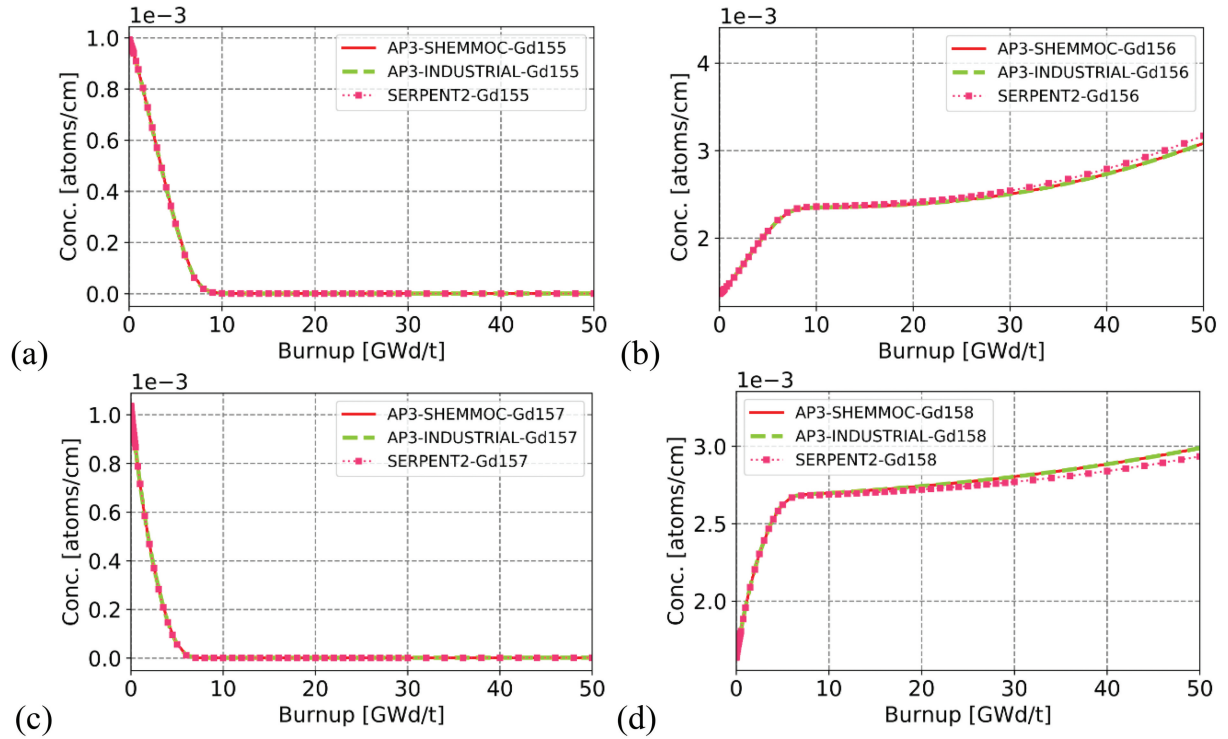 1e−3
1.0
0.8
0.6
0.4
0.2
0.0
Conc. [atoms/cm]
AP3-SHEMMOC-Gd155
AP3-INDUSTRIAL-Gd155
SERPENT2-Gd155
0 10 20 30 40 50
Burnup [GWd/t]
(a)
1e−3
4
3
2
Conc. [atoms/cm]
AP3-SHEMMOC-Gd156
AP3-INDUSTRIAL-Gd156
SERPENT2-Gd156
0 10 20 30 40 50
Burnup [GWd/t]
(b)
1e−3
1.0
0.8
0.6
0.4
0.2
0.0
Conc. [atoms/cm]
AP3-SHEMMOC-Gd157
AP3-INDUSTRIAL-Gd157
SERPENT2-Gd157
0 10 20 30 40 50
Burnup [GWd/t]
(c)
1e−3
3.0
2.5
2.0
Conc. [atoms/cm]
AP3-SHEMMOC-Gd158
AP3-INDUSTRIAL-Gd158
SERPENT2-Gd158
0 10 20 30 40 50
Burnup [GWd/t]
(d)